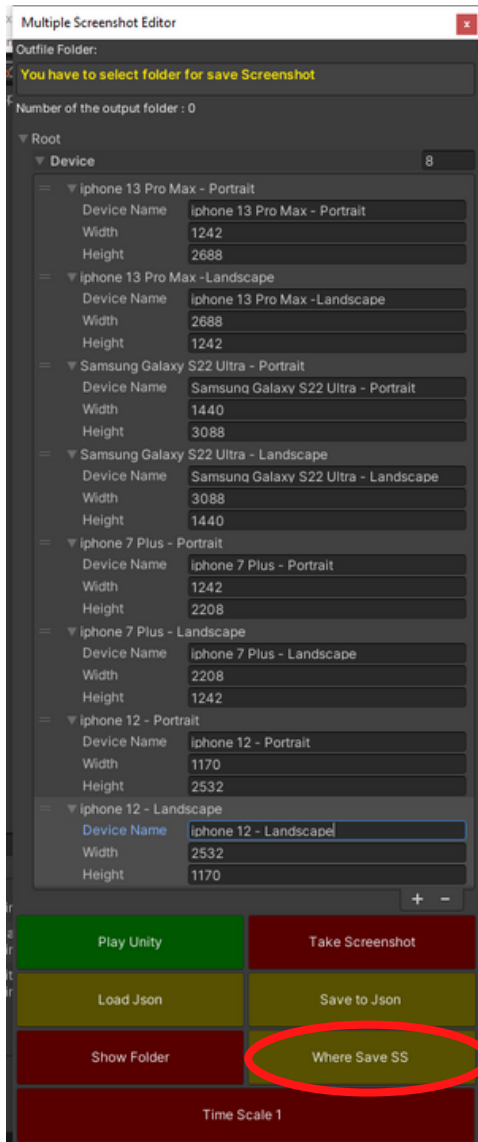 Multiple Screenshot Editor
x
Outfile Folder:
You have to select folder for save Screenshot
Number of the output folder : 0
Root
Device 8
iphone 13 Pro Max - Portrait
Device Name iphone 13 Pro Max - Portrait
Width 1242
Height 2688
iphone 13 Pro Max -Landscape
Device Name iphone 13 Pro Max -Landscape
Width 2688
Height 1242
Samsung Galaxy S22 Ultra - Portrait
Device Name Samsung Galaxy S22 Ultra - Portrait
Width 1440
Height 3088
Samsung Galaxy S22 Ultra - Landscape
Device Name Samsung Galaxy S22 Ultra - Landscape
Width 3088
Height 1440
iphone 7 Plus - Portrait
Device Name iphone 7 Plus - Portrait
Width 1242
Height 2208
iphone 7 Plus - Landscape
Device Name iphone 7 Plus - Landscape
Width 2208
Height 1242
iphone 12 - Portrait
Device Name iphone 12 - Portrait
Width 1170
Height 2532
iphone 12 - Landscape
Device Name iphone 12 - Landscape
Width 2532
Height 1170
+ -
Play Unity Take Screenshot
Load Json Save to Json
Show Folder Where Save SS
Time Scale 1